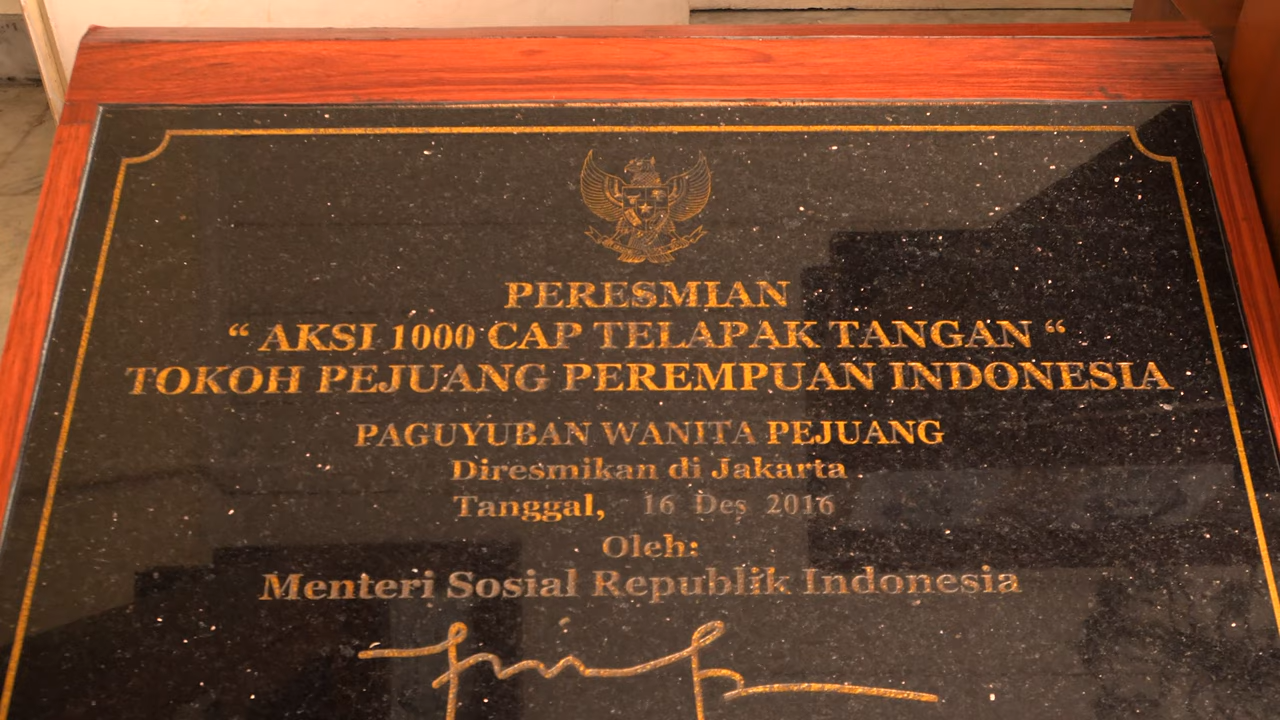 PERESMIAN
“ AKSI 1000 CAP TELAPAK TANGAN “
TOKOH PEJUANG PEREMPUAN INDONESIA
PAGUYUBAN WANITA PEJUANG
Diresmikan di Jakarta
Tanggal, 16 Des 2016
Oleh:
Menteri Sosial Republik Indonesia